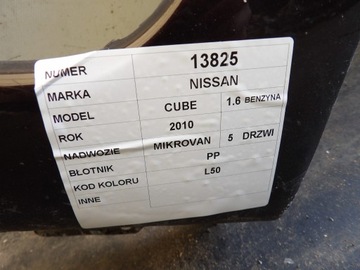 NUMER 13825
MARKA NISSAN
MODEL CUBE 1.6 BENZYNA
ROK 2010
NADWOZIE MIKROVAN 5 DRZWI
BŁOTNIK PP
KOD KOLORU L50
INNE